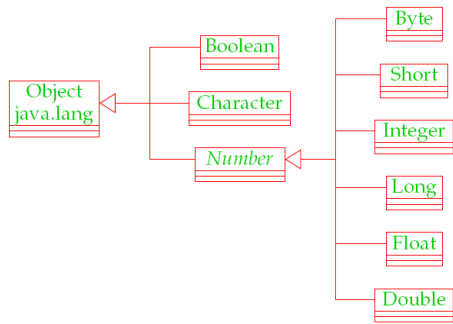 Object
java.lang
Boolean
Character
Number
Byte
Short
Integer
Long
Float
Double